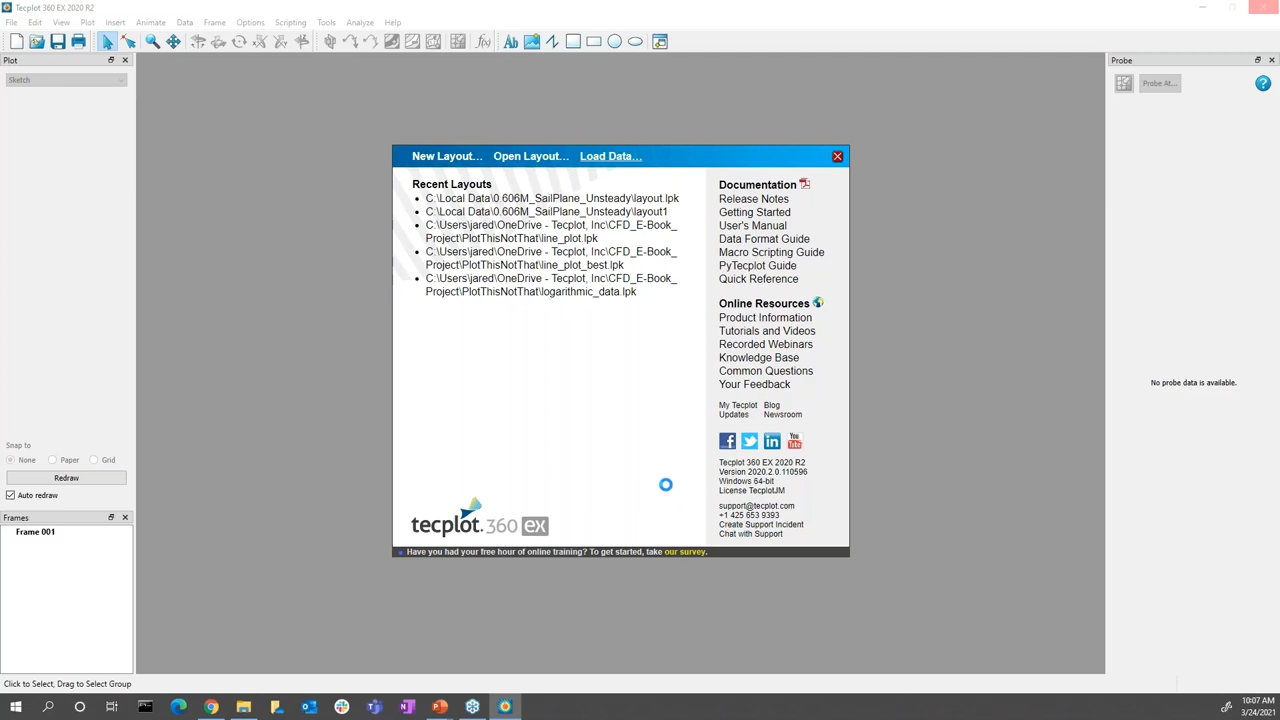 Tecplot 360 EX 2020 R2
File Edit View Plot Insert Animate Data Frame Options Scripting Tools Analyze Help
Plot
Sketch
Probe
Probe At...
No probe data is available.
New Layout... Open Layout... Load Data...
Recent Layouts
C:\Local Data\0.606M_SailPlane_Unsteady\layout.lpk
C:\Local Data\0.606M_SailPlane_Unsteady\layout1
C:\Users\jared\OneDrive - Tecplot, Inc\CFD_E-Book_
Project\PlotThisNotThat\line_plot.lpk
C:\Users\jared\OneDrive - Tecplot, Inc\CFD_E-Book_
Project\PlotThisNotThat\line_plot_best.lpk
C:\Users\jared\OneDrive - Tecplot, Inc\CFD_E-Book_
Project\PlotThisNotThat\logarithmic_data.lpk
Documentation
Release Notes
Getting Started
User's Manual
Data Format Guide
Macro Scripting Guide
PyTecplot Guide
Quick Reference
Online Resources
Product Information
Tutorials and Videos
Recorded Webinars
Knowledge Base
Common Questions
Your Feedback
My Tecplot Blog
Updates Newsroom
Tecplot 360 EX 2020 R2
Version 2020.2.0.110596
Windows 64-bit
License TecplotJM
support@tecplot.com
+1 425 653 9393
Create Support Incident
Chat with Support
tecplot. 360 EX
Have you had your free hour of online training? To get started, take our survey.
Snap to
None Paper Grid
Redraw
Auto redraw
Frames
Frame 001
Click to Select, Drag to Select Group
10:07 AM
3/24/2021